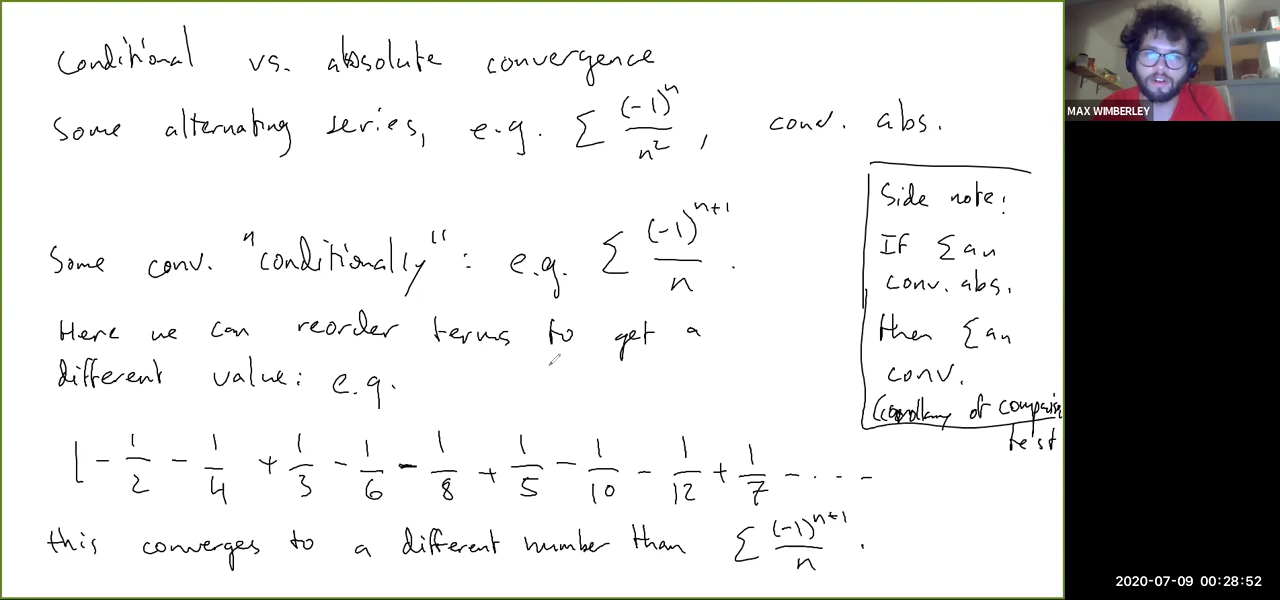 Conditional vs. absolute convergence
Some alternating series, e.g. ∑ (-1)^n / n^2 , conv. abs.
Some conv. "conditionally" : e.g. ∑ (-1)^{n+1} / n .
Here we can reorder terms to get a
different value: e.g.
1 - 1/2 - 1/4 + 1/3 - 1/6 - 1/8 + 1/5 - 1/10 - 1/12 + 1/7 - . . . -
this converges to a different number than ∑ (-1)^{n+1} / n .
Side note:
If ∑ an
conv. abs.
then ∑ an
conv.
of
test
MAX WIMBERLEY
2020-07-09 00:28:52